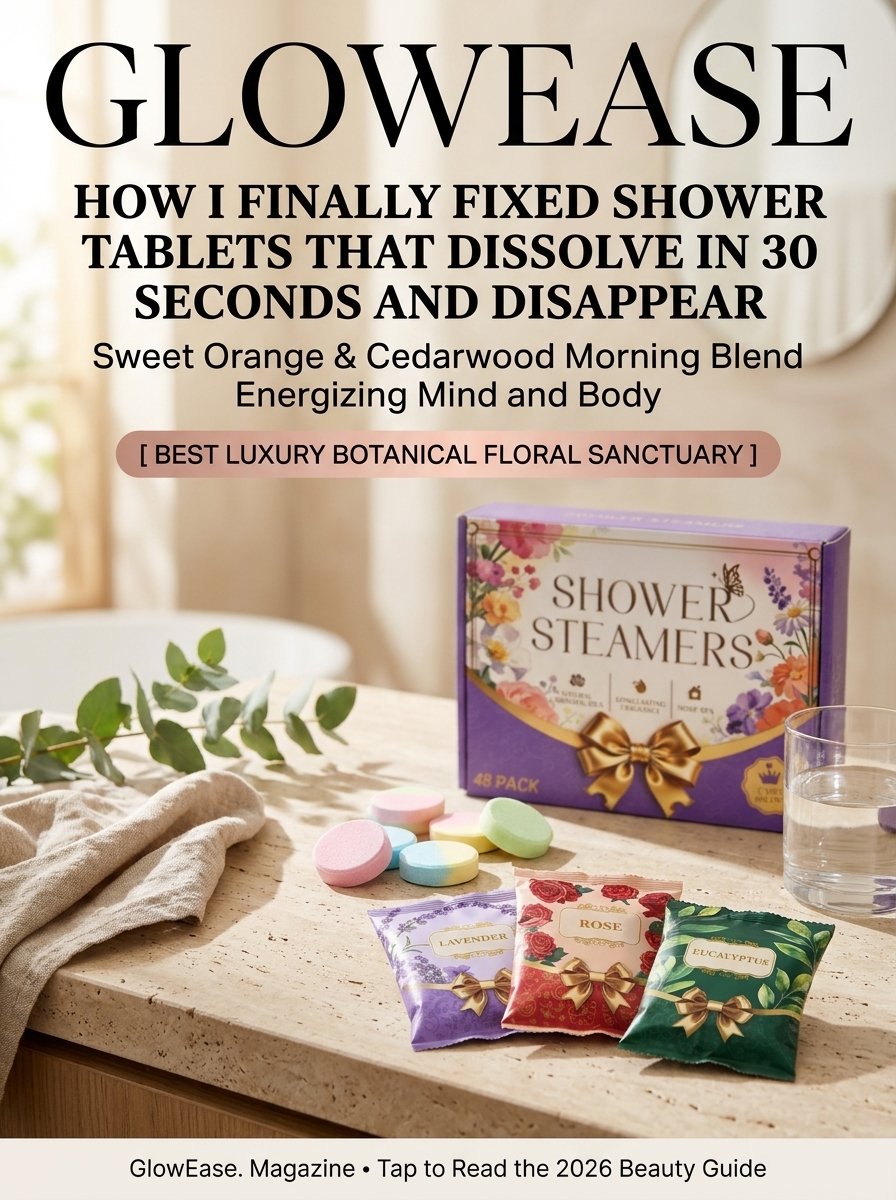 GLOWEASE
HOW I FINALLY FIXED SHOWER
TABLETS THAT DISSOLVE IN 30
SECONDS AND DISAPPEAR
Sweet Orange & Cedarwood Morning Blend
Energizing Mind and Body
[ BEST LUXURY BOTANICAL FLORAL SANCTUARY ]
SHOWER
STEAMERS
48 PACK
LAVENDER
ROSE
EUCALYPTUS
GlowEase. Magazine • Tap to Read the 2026 Beauty Guide